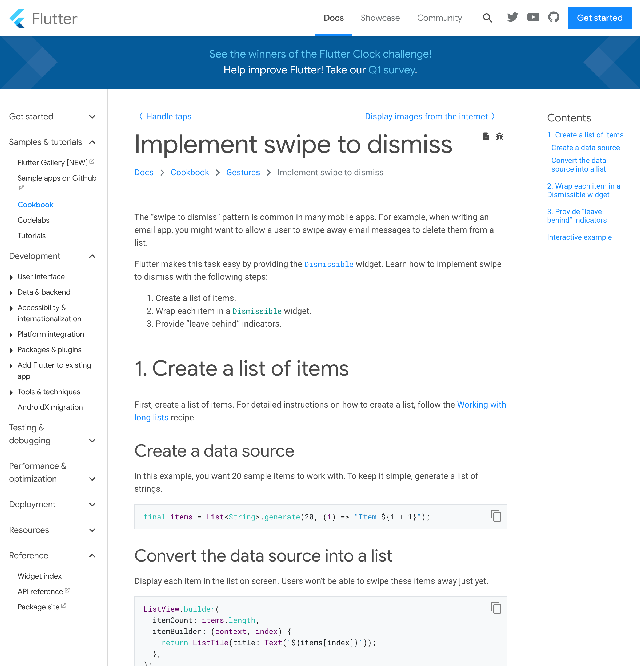 Flutter
Docs
Showcase
Community
Get started
See the winners of the Flutter Clock challenge!
Help improve Flutter! Take our Q1 survey.
Get started
Samples & tutorials
Flutter Gallery [NEW]
Sample apps on Github
Cookbook
Codelabs
Tutorials
Development
User interface
Data & backend
Accessibility &
internationalization
Platform integration
Packages & plugins
Add Flutter to existing
app
Tools & techniques
AndroidX migration
Testing &
debugging
Performance &
optimization
Deployment
Resources
Reference
Widget index
API reference
Package site
Handle taps
Display images from the internet
Implement swipe to dismiss
Docs
Cookbook
Gestures
Implement swipe to dismiss
The "swipe to dismiss" pattern is common in many mobile apps. For example, when writing an
email app, you might want to allow a user to swipe away email messages to delete them from a
list.
Flutter makes this task easy by providing the Dismissible widget. Learn how to implement swipe
to dismiss with the following steps:
1. Create a list of items.
2. Wrap each item in a Dismissible widget.
3. Provide "leave behind" indicators.
1. Create a list of items
First, create a list of items. For detailed instructions on how to create a list, follow the Working with
long lists recipe.
Create a data source
In this example, you want 20 sample items to work with. To keep it simple, generate a list of
strings.
final items = List<String>.generate(20, (i) => "Item ${i + 1}");
Convert the data source into a list
Display each item in the list on screen. Users won't be able to swipe these items away just yet.
ListView.builder(
itemCount: items.length,
itemBuilder: (context, index) {
return ListTile(title: Text('${items[index]}'));
},
);
Contents
1. Create a list of items
Create a data source
Convert the data
source into a list
2. Wrap each item in a
Dismissible widget
3. Provide "leave
behind" indicators
Interactive example